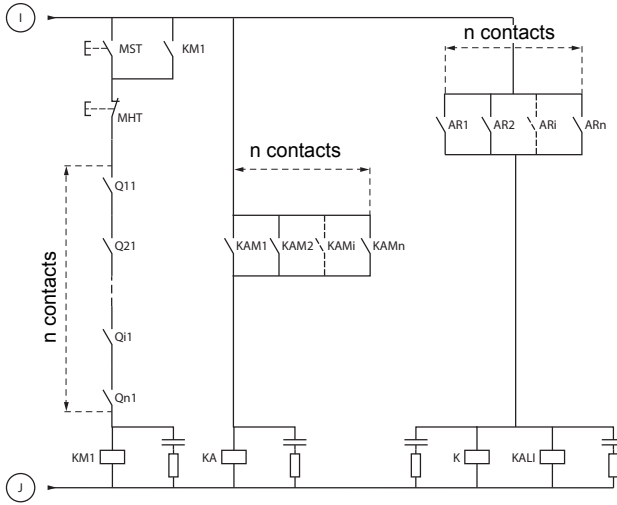 I
MST
KM1
n contacts
MHT
AR1
AR2
ARi
ARn
n contacts
Q11
Q21
KAM1
KAM2
KAMi
KAMn
n contacts
Qi1
Qn1
KM1
KA
K
KALI
J